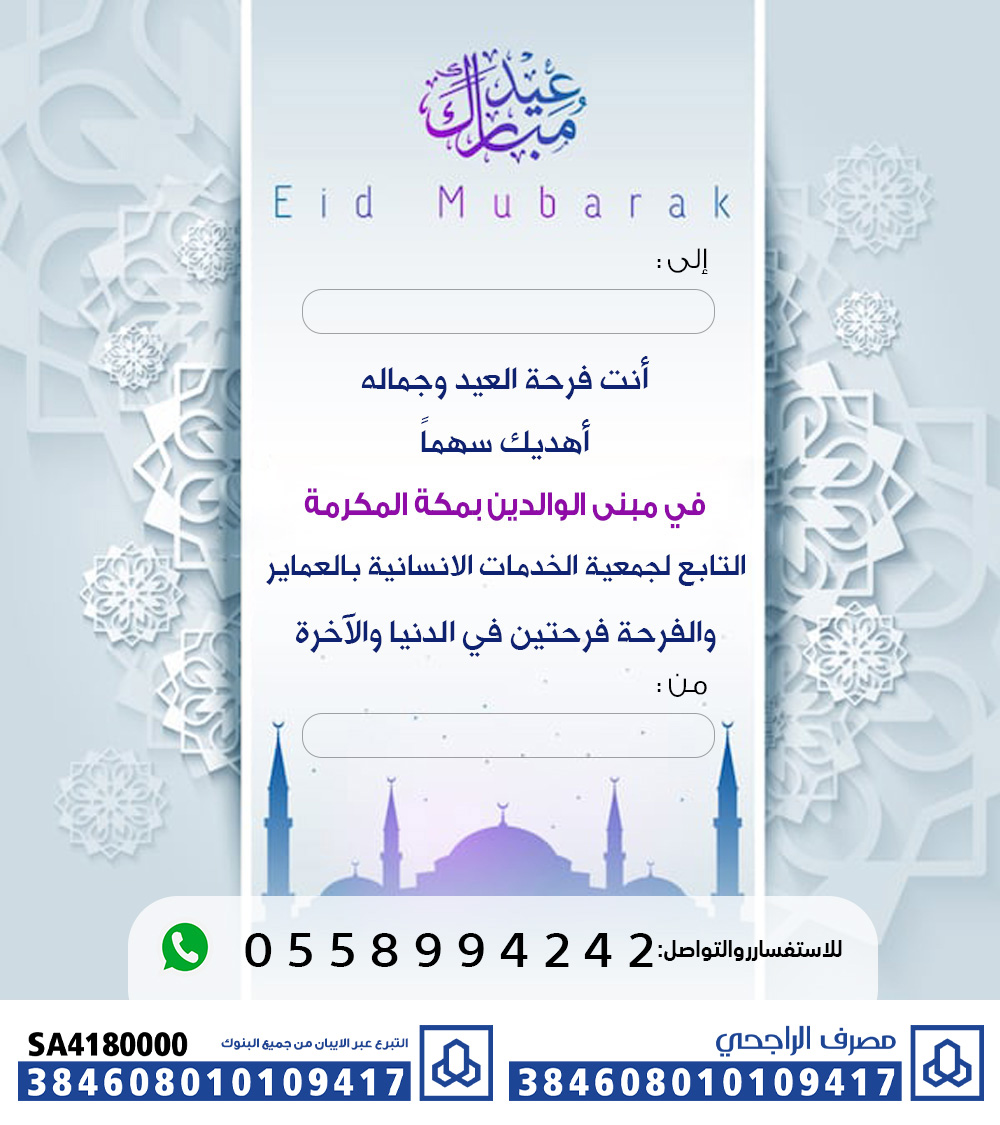 عيد مبارك
Eid Mubarak
إلى :
أنت فرحة العيد وجماله
أهديك سهماً
في مبنى الوالدين بمكة المكرمة
التابع لجمعية الخدمات الانسانية بالعماير
والفرحة فرحتين في الدنيا والآخرة
من :
للاستفسارر والتواصل: 0558994242
مصرف الراجحي
384608010109417
التبرع عبر الايبان من جميع البنوك
SA4180000
384608010109417